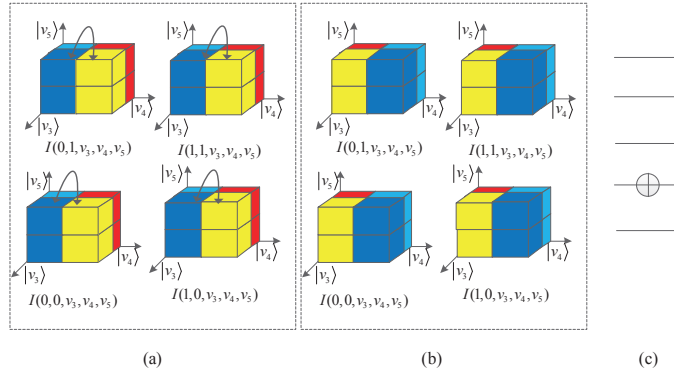 |v₅⟩ |v₅⟩ |v₅⟩ |v₅⟩
|v₄⟩ |v₄⟩ |v₄⟩ |v₄⟩
|v₃⟩ |v₃⟩ |v₃⟩ |v₃⟩
I(0,1,v₃,v₄,v₅) I(1,1,v₃,v₄,v₅) I(0,1,v₃,v₄,v₅) I(1,1,v₃,v₄,v₅)
|v₅⟩ |v₅⟩ |v₅⟩ |v₅⟩
|v₄⟩ |v₄⟩ |v₄⟩ |v₄⟩
|v₃⟩ |v₃⟩ |v₃⟩ |v₃⟩
I(0,0,v₃,v₄,v₅) I(1,0,v₃,v₄,v₅) I(0,0,v₃,v₄,v₅) I(1,0,v₃,v₄,v₅)
(a) (b) (c)